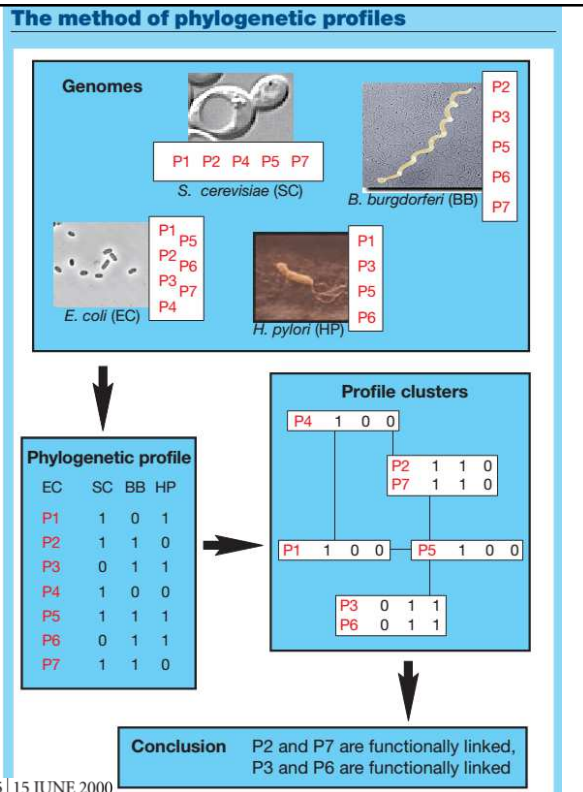 The method of phylogenetic profiles
Genomes
P1 P2 P4 P5 P7
S. cerevisiae (SC)
P2
P3
P5
P6
P7
B. burgdorferi (BB)
P1
P5
P2
P6
P3
P7
P4
E. coli (EC)
P1
P3
P5
P6
H. pylori (HP)
Phylogenetic profile
EC SC BB HP
P1 1 0 1
P2 1 1 0
P3 0 1 1
P4 1 0 0
P5 1 1 1
P6 0 1 1
P7 1 1 0
Profile clusters
P4 1 0 0
P2 1 1 0
P7 1 1 0
P1 1 0 0
P5 1 0 0
P3 0 1 1
P6 0 1 1
Conclusion P2 and P7 are functionally linked,
P3 and P6 are functionally linked
| 15 JUNE 2000